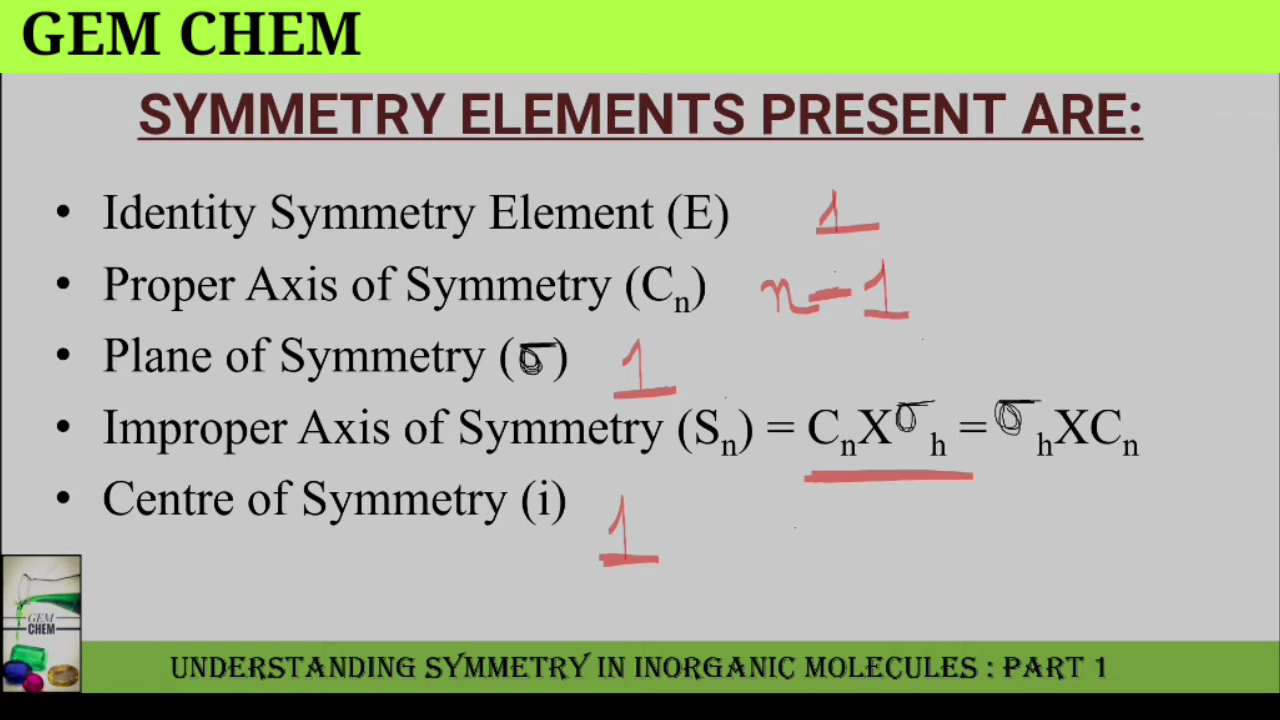 GEM CHEM
SYMMETRY ELEMENTS PRESENT ARE:
• Identity Symmetry Element (E) 1
• Proper Axis of Symmetry (Cn) n-1
• Plane of Symmetry (σ) 1
• Improper Axis of Symmetry (Sn) = CnXσh = σhXCn
• Centre of Symmetry (i) 1
GEM
CHEM
UNDERSTANDING SYMMETRY IN INORGANIC MOLECULES : PART 1